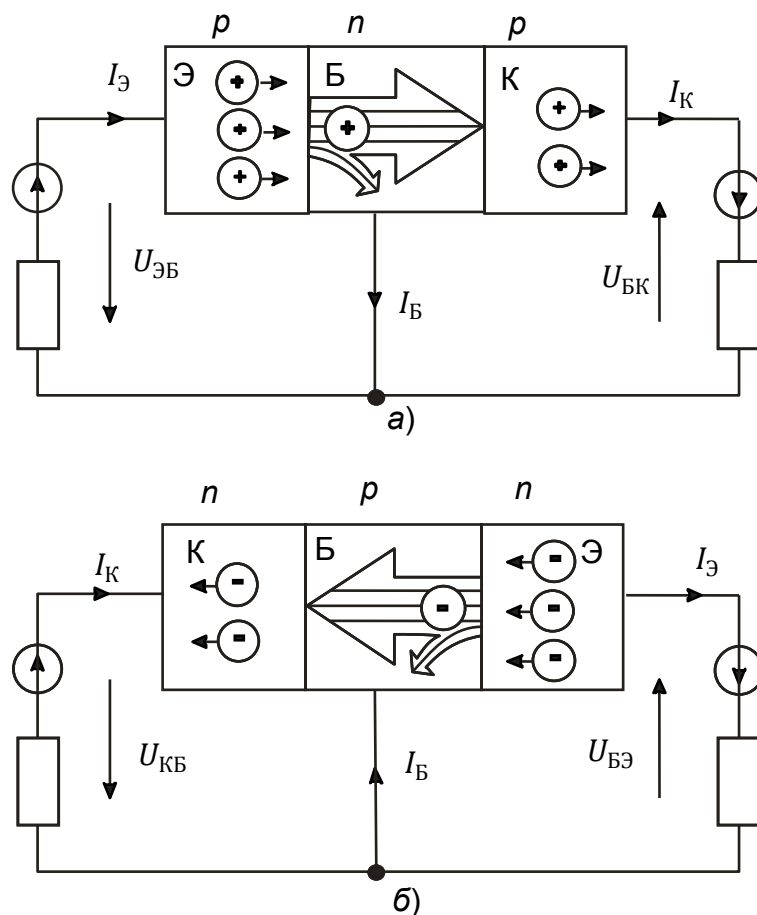 p n p
Э Б К
I_Э I_К
+ + + + + +
U_ЭБ U_БК
I_Б
а)
n p n
К Б Э
I_К I_Э
- - - - - -
U_КБ U_БЭ
I_Б
б)